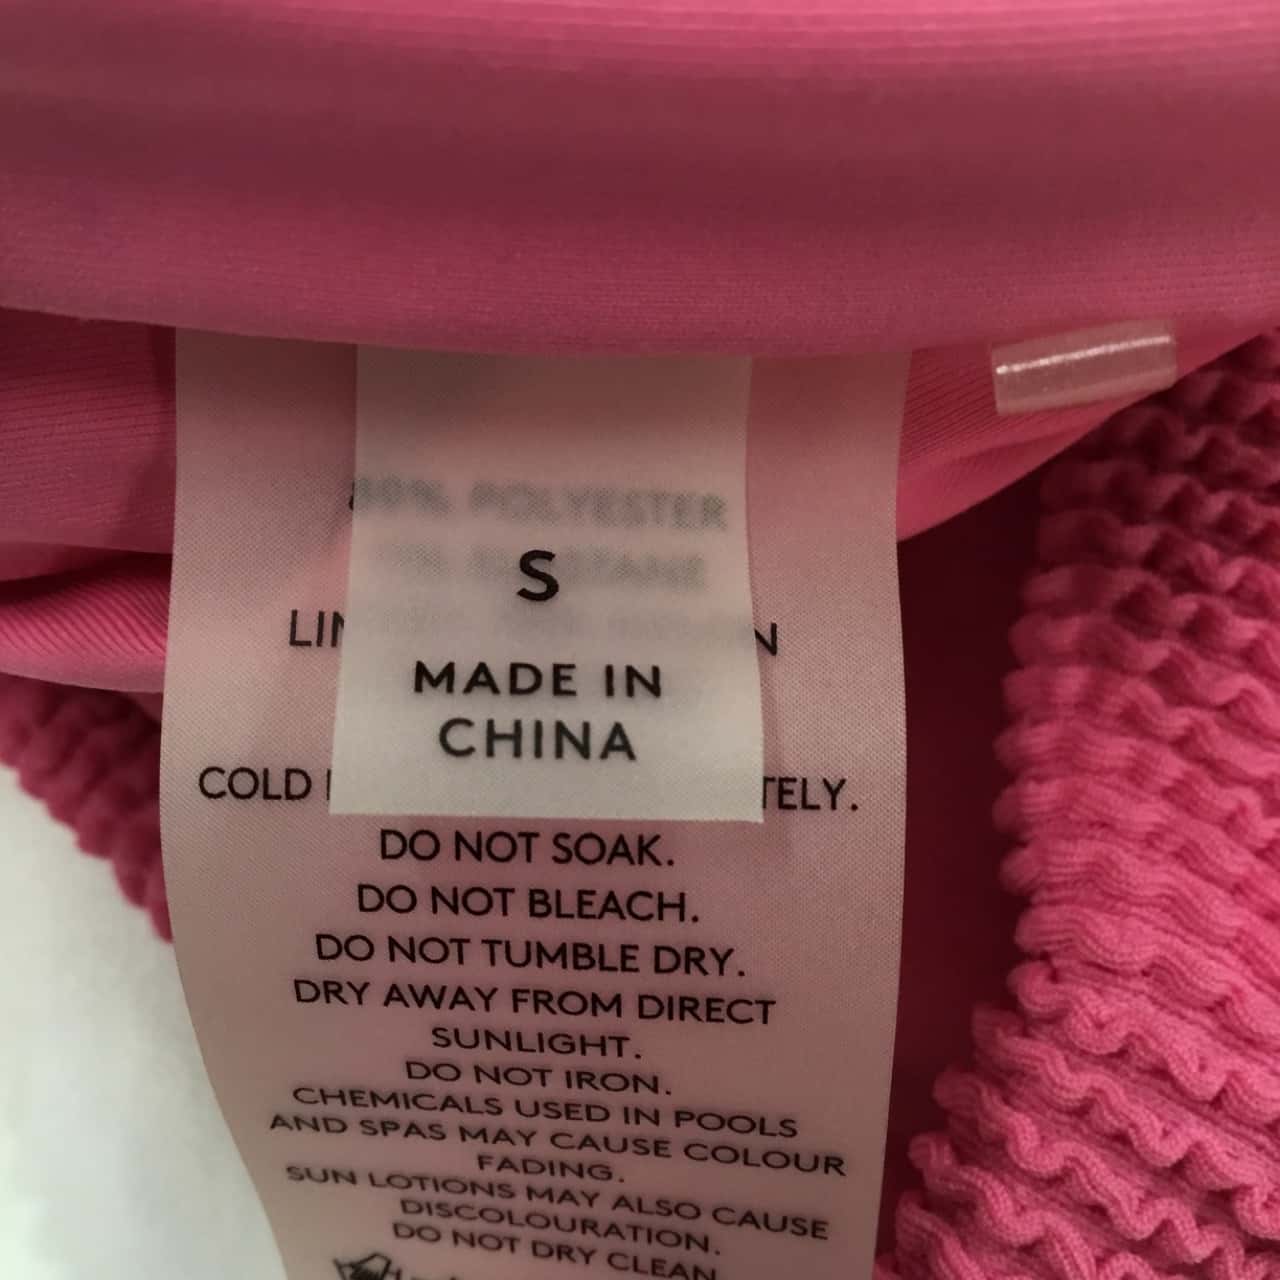 80% POLYESTER
S
MADE IN
CHINA
COLD
DO NOT SOAK.
DO NOT BLEACH.
DO NOT TUMBLE DRY.
DRY AWAY FROM DIRECT
SUNLIGHT.
DO NOT IRON.
CHEMICALS USED IN POOLS
AND SPAS MAY CAUSE COLOUR
FADING.
SUN LOTIONS MAY ALSO CAUSE
DISCOLOURATION.
DO NOT DRY CLEAN